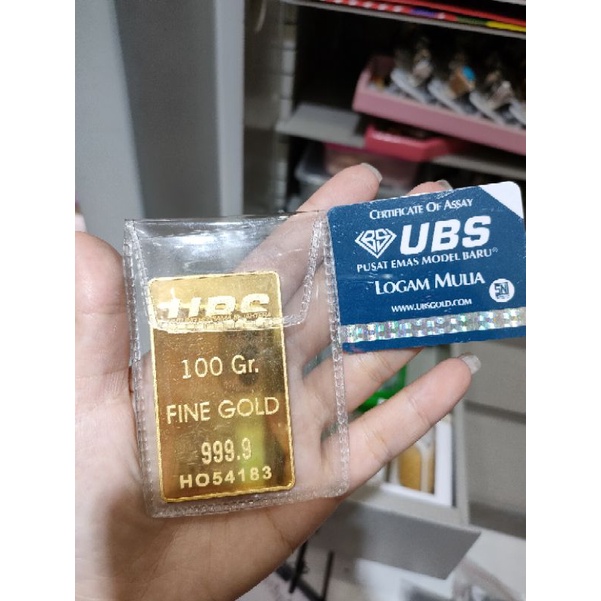 UBS
100 Gr.
FINE GOLD
999.9
HO54183
CERTIFICATE OF ASSAY
UBS
PUSAT EMAS MODEL BARU®
LOGAM MULIA
WWW.UBSGOLD.COM